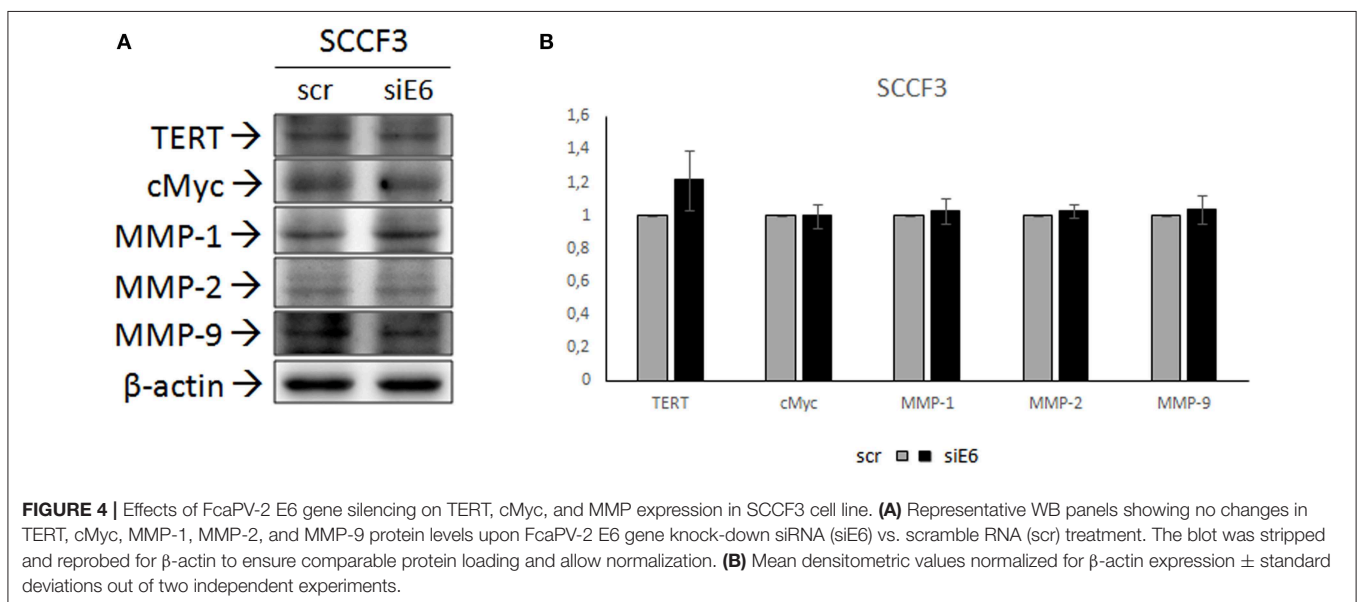 A
SCCF3
scr siE6
TERT →
cMyc →
MMP-1 →
MMP-2 →
MMP-9 →
β-actin →
B
SCCF3
1,6
1,4
1,2
1
0,8
0,6
0,4
0,2
0
TERT cMyc MMP-1 MMP-2 MMP-9
scr siE6
FIGURE 4 | Effects of FcaPV-2 E6 gene silencing on TERT, cMyc, and MMP expression in SCCF3 cell line. (A) Representative WB panels showing no changes in
TERT, cMyc, MMP-1, MMP-2, and MMP-9 protein levels upon FcaPV-2 E6 gene knock-down siRNA (siE6) vs. scramble RNA (scr) treatment. The blot was stripped
and reprobed for β-actin to ensure comparable protein loading and allow normalization. (B) Mean densitometric values normalized for β-actin expression ± standard
deviations out of two independent experiments.